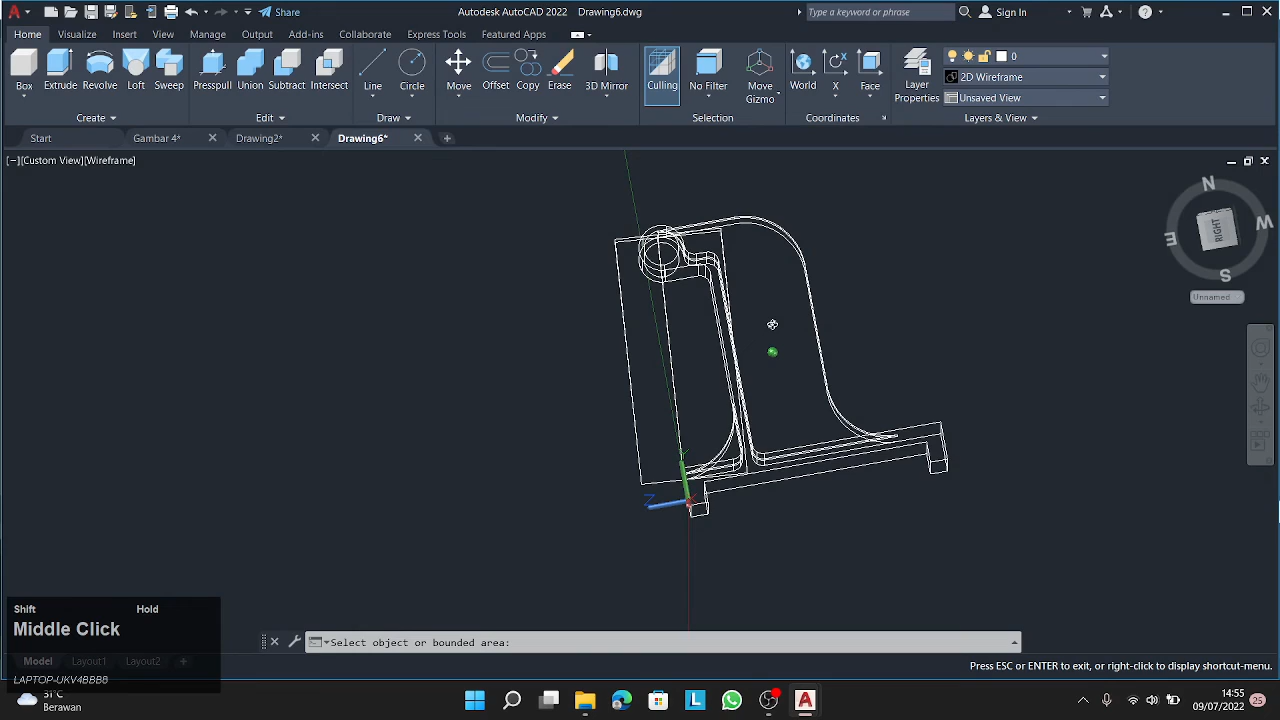 Share
Autodesk AutoCAD 2022 Drawing6.dwg
Type a keyword or phrase
Sign In
Home Visualize Insert View Manage Output Add-ins Collaborate Express Tools Featured Apps
Box Extrude Revolve Loft Sweep Presspull Union Subtract Intersect Line Circle Move Offset Copy Erase 3D Mirror Culling No Filter Move Gizmo World X Face Layer Properties
0
2D Wireframe
Unsaved View
Create Edit Draw Modify Selection Coordinates Layers & View
Start Gambar 4* Drawing2* Drawing6*
[−][Custom View][Wireframe]
N
W
E
S
RIGHT
Unnamed
Y
Z
X
Shift Hold
Middle Click
Select object or bounded area:
Model Layout1 Layout2
LAPTOP-UKV4BBB8
Press ESC or ENTER to exit, or right-click to display shortcut-menu.
31°C
Berawan
14:55
09/07/2022
25